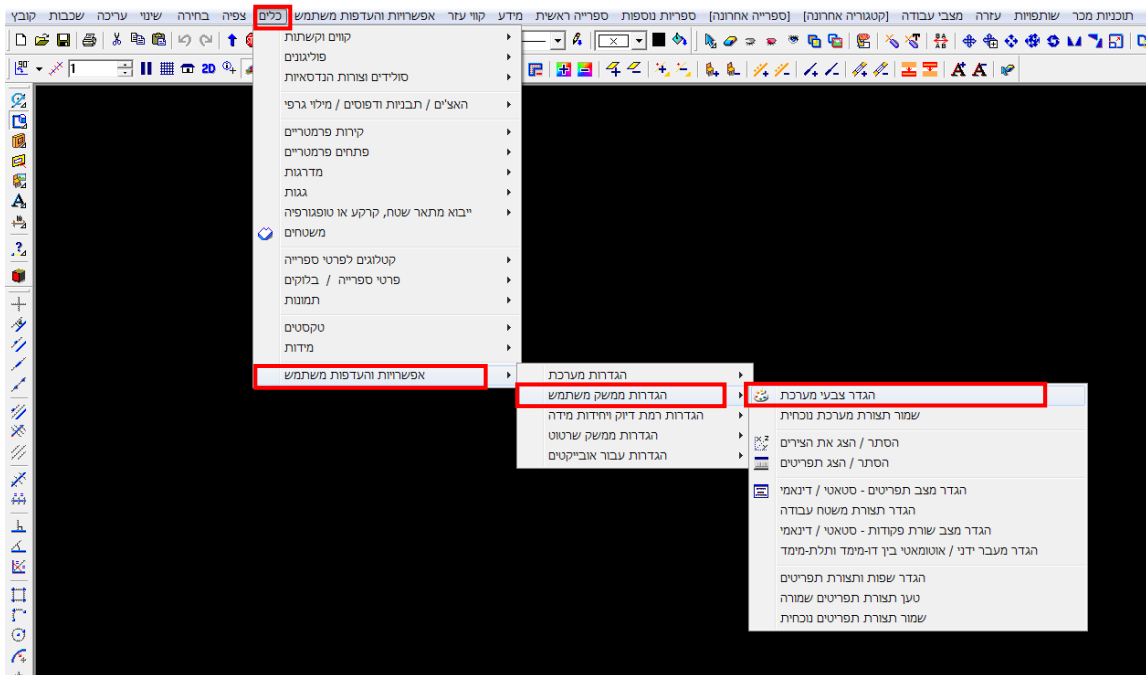 קובץ שכבות עריכה שינוי בחירה צפיה כלים אפשרויות והעדפות משתמש קווי עזר מידע ספרייה ראשית ספריות נוספות [ספרייה אחרונה] [קטגוריה אחרונה] מצבי עבודה עזרה שותפויות תוכניות מכר
1
2D
קווים וקשתות
פוליגונים
סולידים וצורות הנדסאיות
האצ'ים / תבניות ודפוסים / מילוי גרפי
קירות פרמטריים
פתחים פרמטריים
מדרגות
גגות
ייבוא מתאר שטח, קרקע או טופוגורפיה
משטחים
קטלוגים לפרטי ספרייה
פרטי ספרייה / בלוקים
תמונות
טקסטים
מידות
אפשרויות והעדפות משתמש
הגדרות מערכת
הגדרות ממשק משתמש
הגדרות רמת דיוק ויחידות מידה
הגדרות ממשק שרטוט
הגדרות עבור אובייקטים
הגדר צבעי מערכת
שמור תצורת מערכת נוכחית
הסתר / הצג את הצירים
הסתר / הצג תפריטים
הגדר מצב תפריטים - סטאטי / דינאמי
הגדר תצורת משטח עבודה
הגדר מצב שורת פקודות - סטאטי / דינאמי
הגדר מעבר ידני / אוטומאטי בין דו-מימד ותלת-מימד
הגדר שפות ותצורת תפריטים
טען תצורת תפריטים שמורה
שמור תצורת תפריטים נוכחית